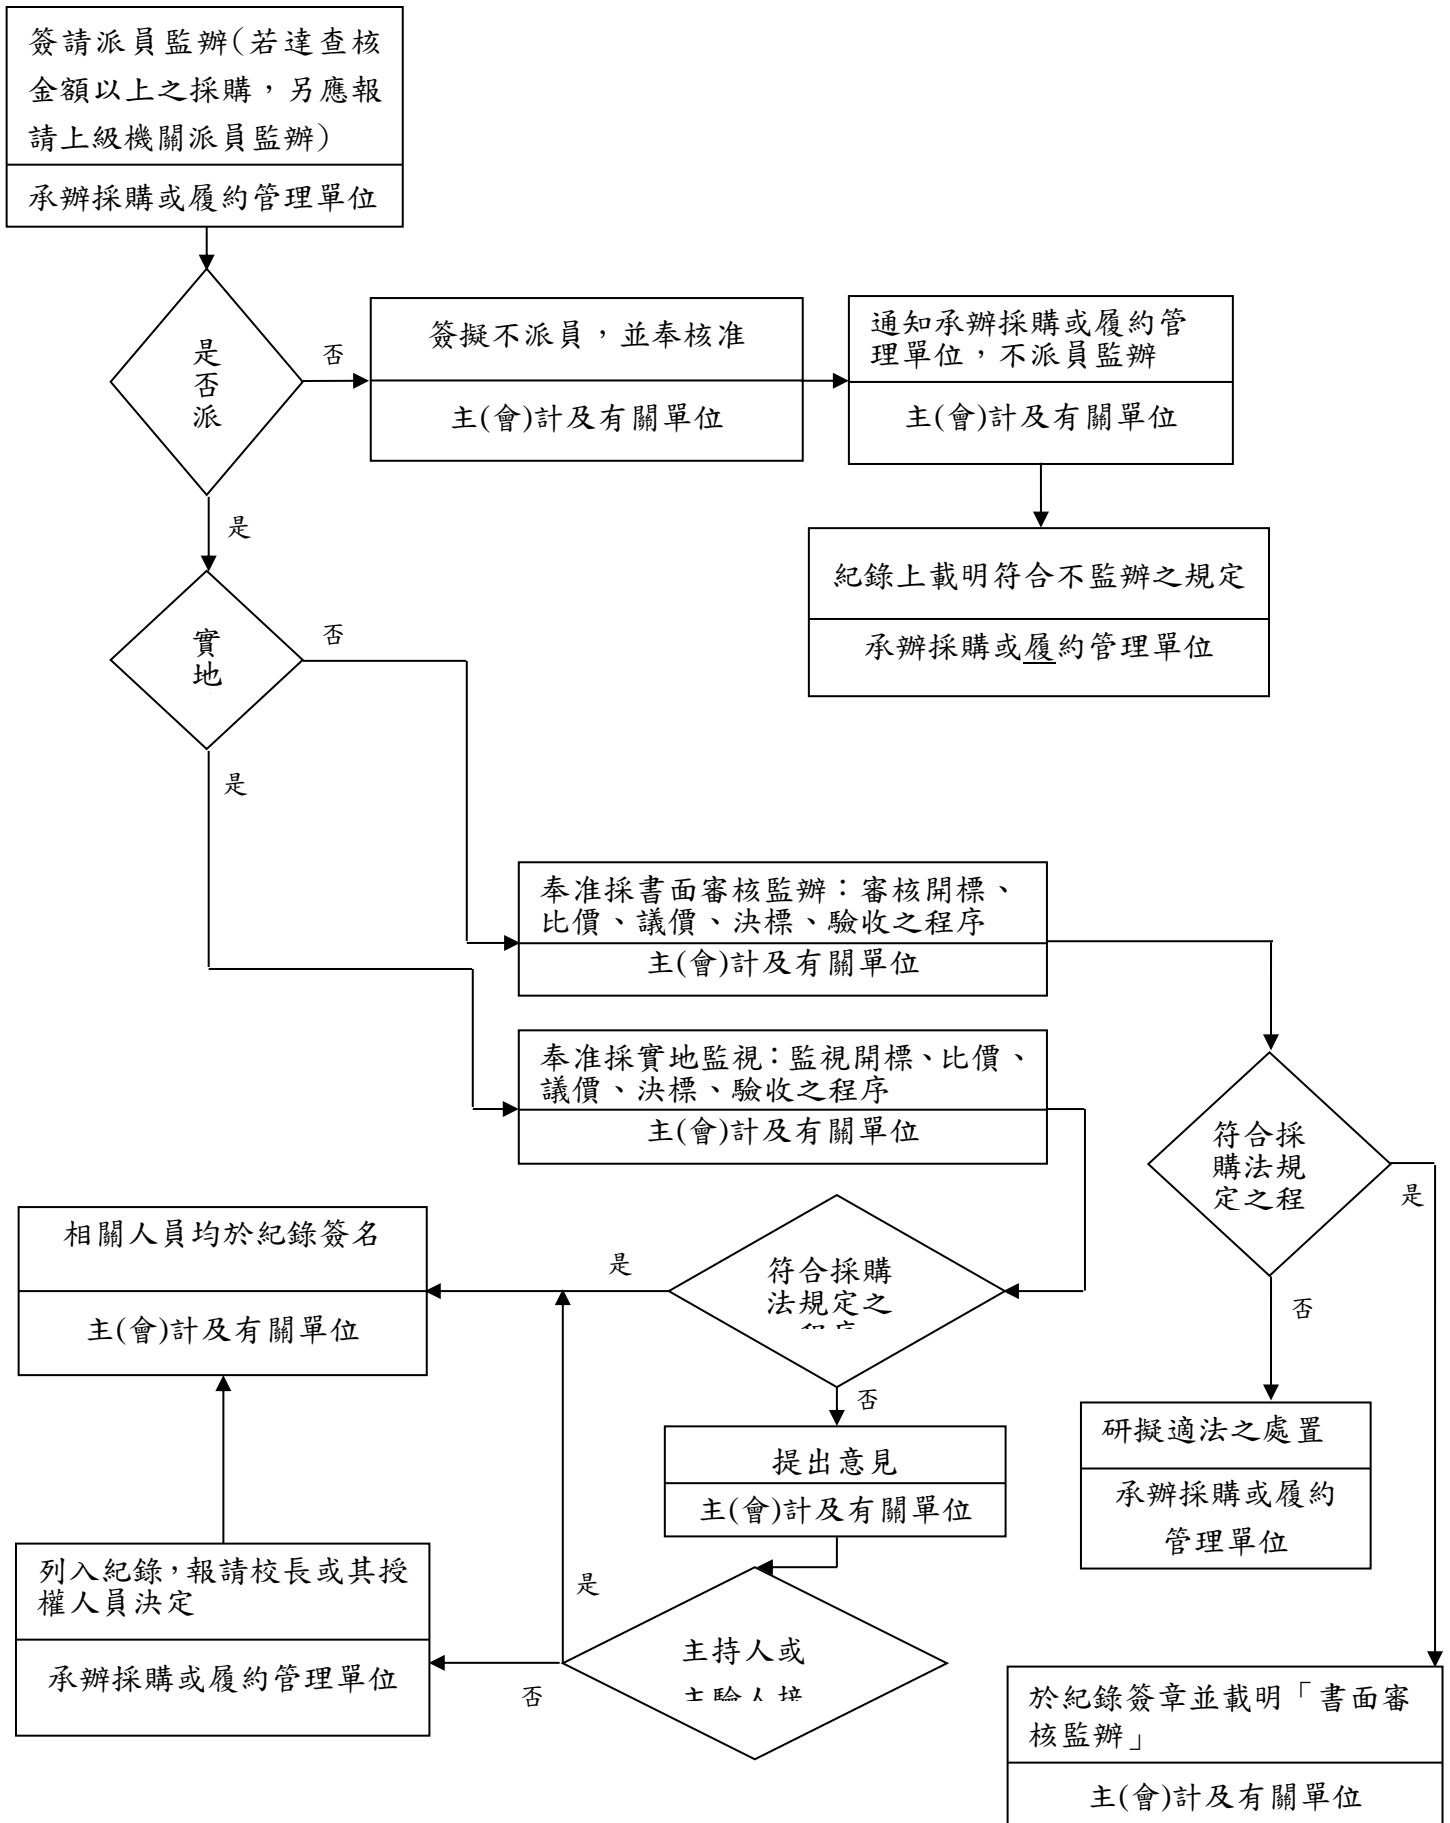 簽請派員監辦(若達查核
金額以上之採購，另應報
請上級機關派員監辦)
承辦採購或履約管理單位
是
否
派
否
簽擬不派員，並奉核准
主(會)計及有關單位
通知承辦採購或履約管
理單位，不派員監辦
主(會)計及有關單位
是
紀錄上載明符合不監辦之規定
承辦採購或履約管理單位
實
地
否
是
奉准採書面審核監辦：審核開標、
比價、議價、決標、驗收之程序
主(會)計及有關單位
奉准採實地監視：監視開標、比價、
議價、決標、驗收之程序
主(會)計及有關單位
符合採
購法規
定之程
是
否
相關人員均於紀錄簽名
主(會)計及有關單位
是
符合採購
法規定之
程序
否
提出意見
主(會)計及有關單位
研擬適法之處置
承辦採購或履約
管理單位
列入紀錄，報請校長或其授
權人員決定
承辦採購或履約管理單位
是
否
主持人或
主驗人接
於紀錄簽章並載明「書面審
核監辦」
主(會)計及有關單位